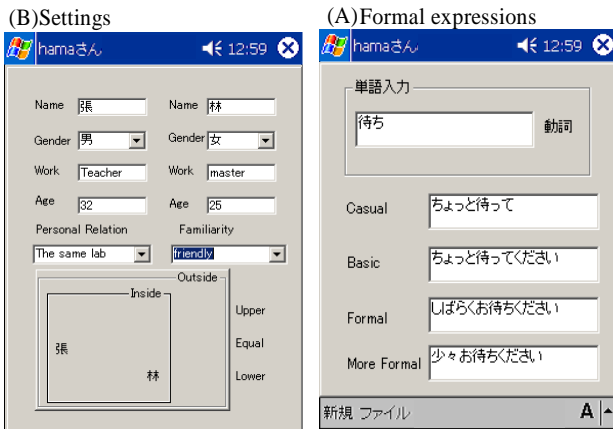 (B)Settings
hamaさん 12:59
Name 張 Name 林
Gender 男 Gender 女
Work Teacher Work master
Age 32 Age 25
Personal Relation Familiarity
The same lab friendly
Outside
Inside
Upper
張 Equal
林 Lower
(A)Formal expressions
hamaさん 12:59
単語入力
待ち 動詞
Casual ちょっと待って
Basic ちょっと待ってください
Formal しばらくお待ちください
More Formal 少々お待ちください
新規 ファイル A